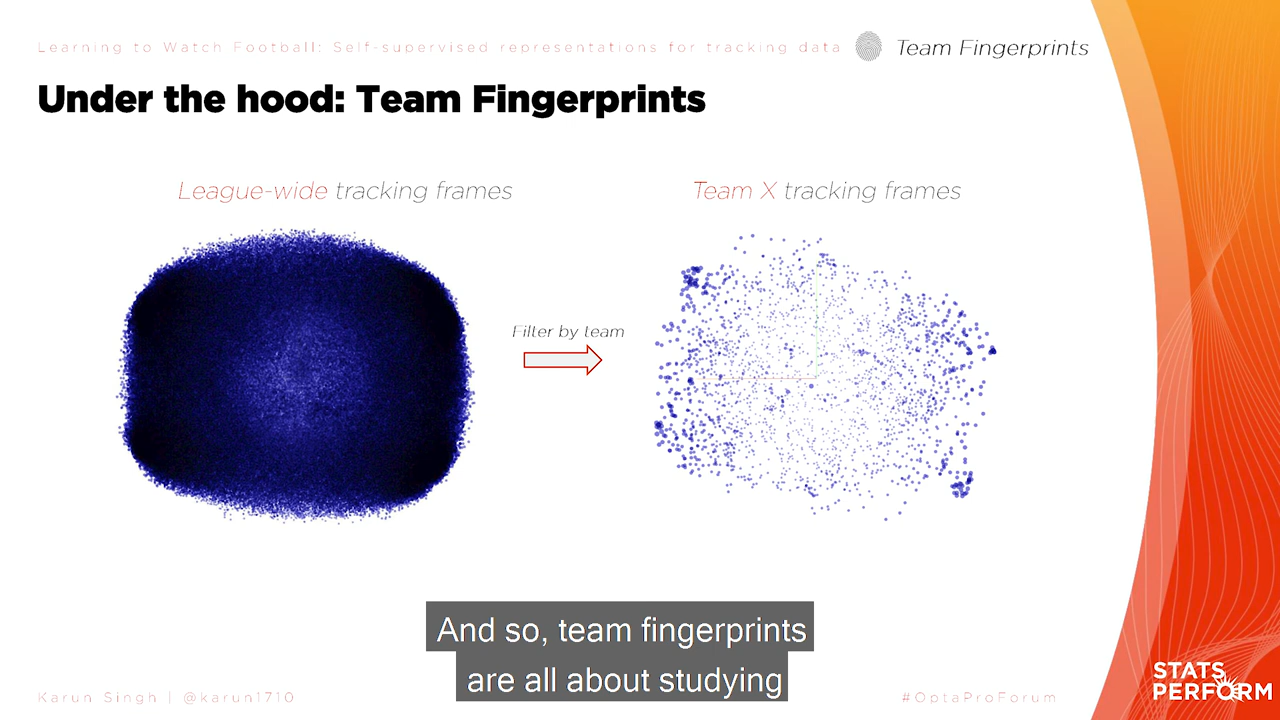 Learning to Watch Football: Self-supervised representations for tracking data
Team Fingerprints
Under the hood: Team Fingerprints
League-wide tracking frames
Team X tracking frames
Filter by team
And so, team fingerprints
are all about studying
Karun Singh | @karun1710
#OptaProForum
STATS
PERFORM